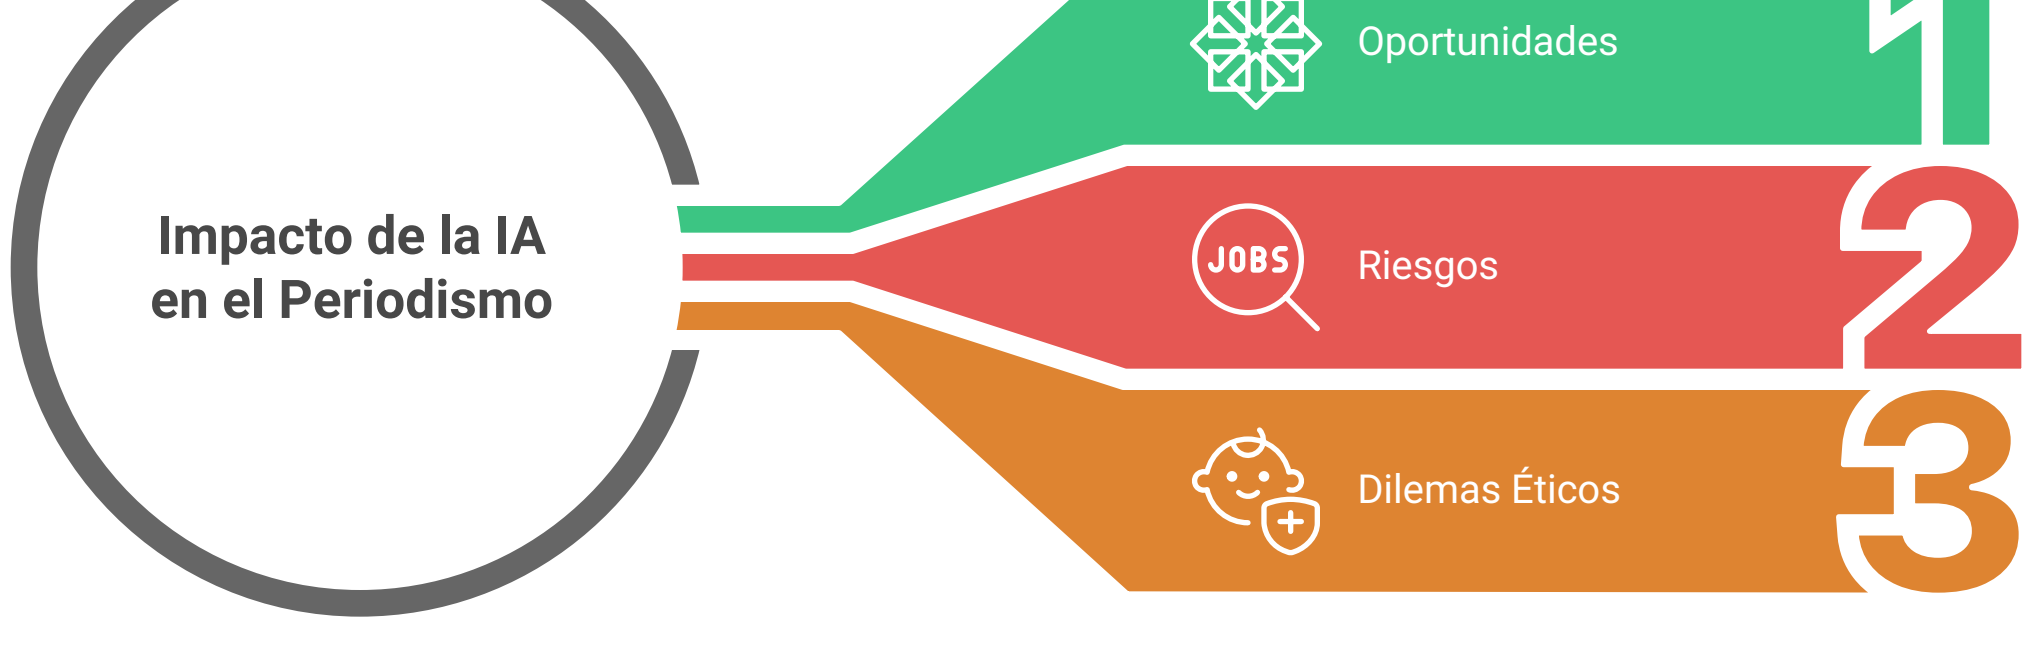 Impacto de la IA
en el Periodismo
Oportunidades
1
JOBS
Riesgos
2
Dilemas Éticos
3